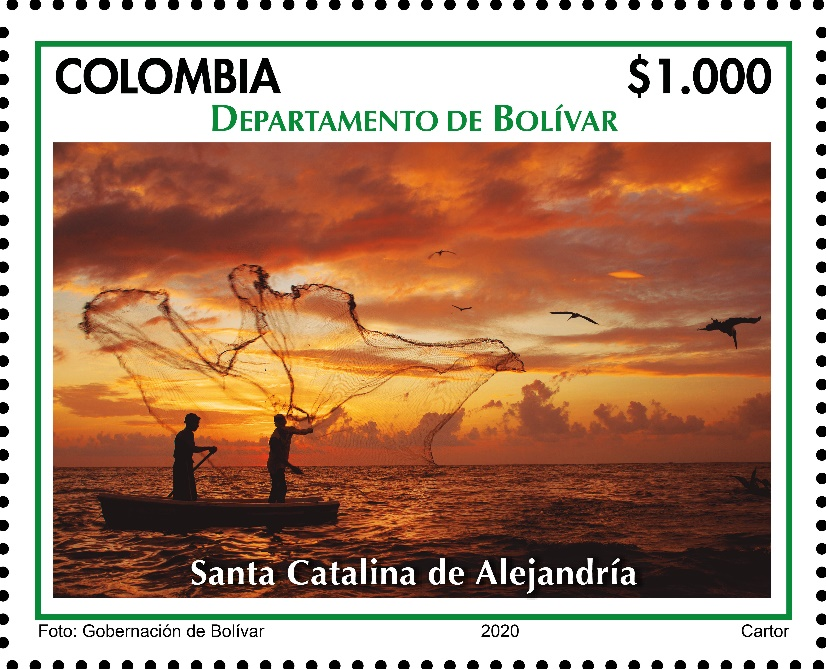 COLOMBIA $1.000
DEPARTAMENTO DE BOLÍVAR
Santa Catalina de Alejandría
Foto: Gobernación de Bolívar 2020 Cartor